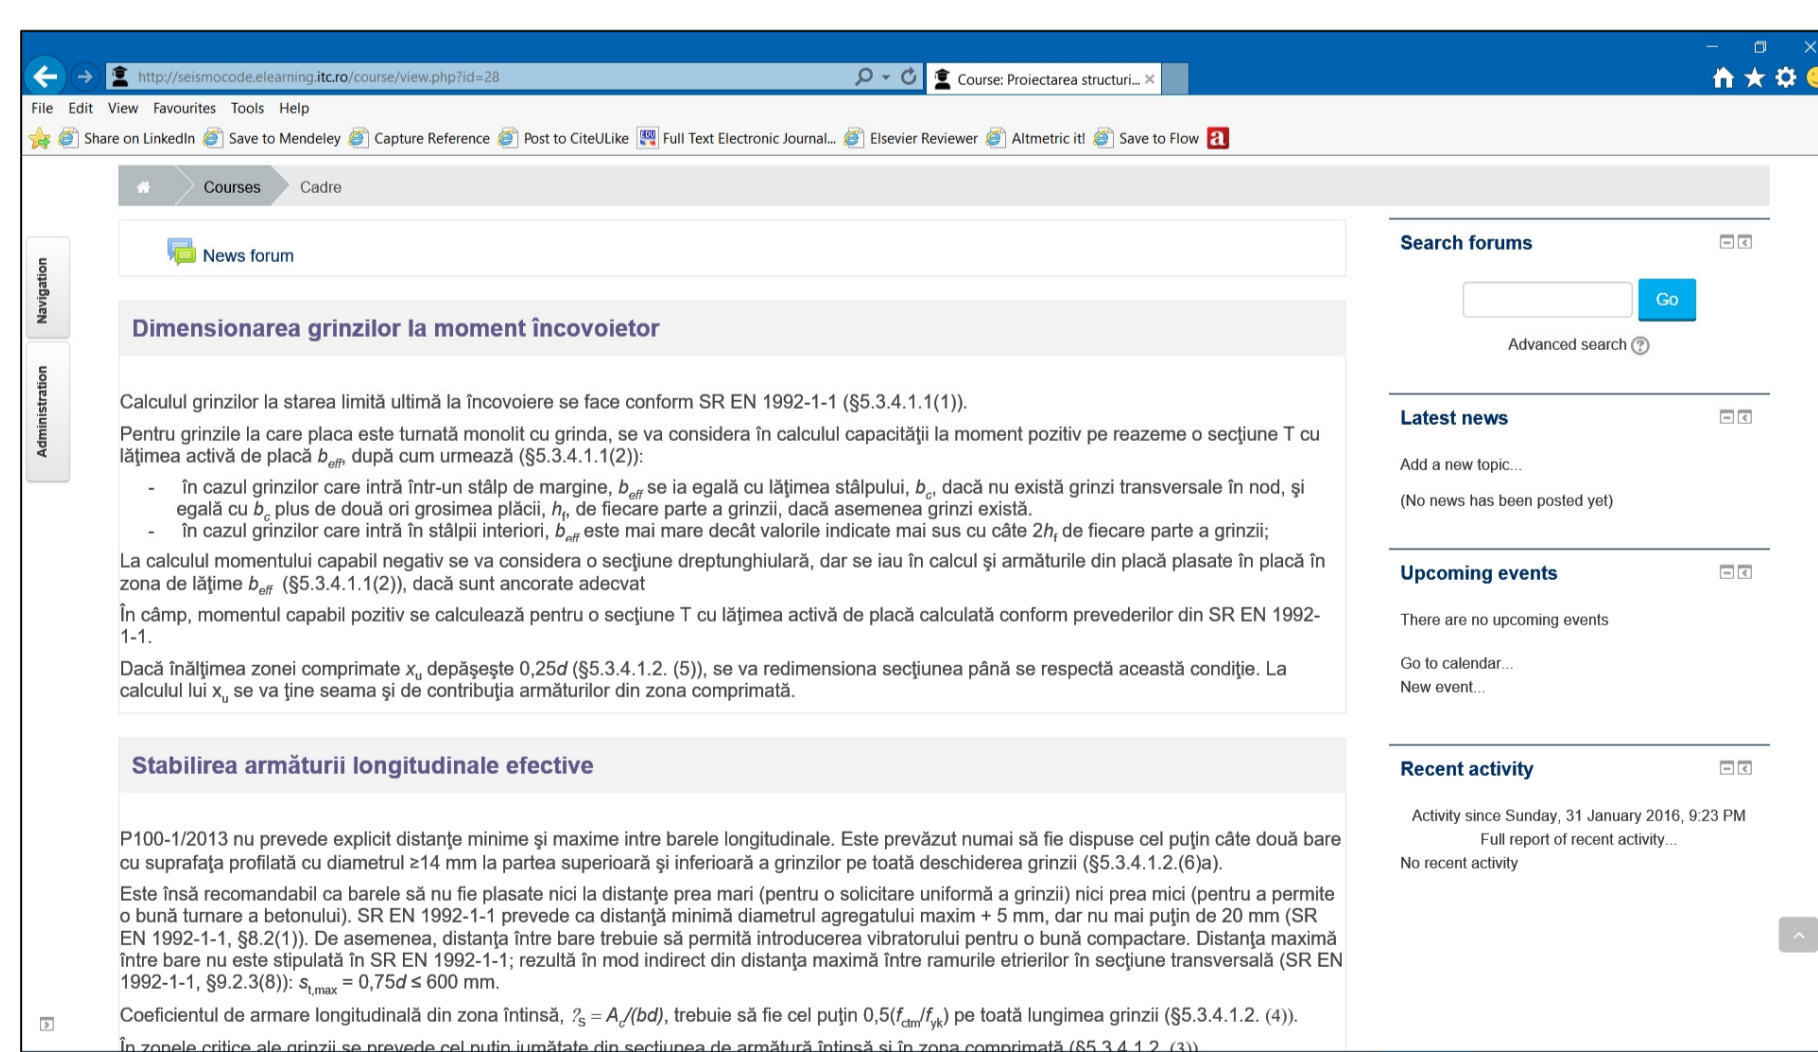 http://seismocode.elearning.itc.ro/course/view.php?id=28
Course: Proiectarea structuri...
File Edit View Favourites Tools Help
Share on LinkedIn Save to Mendeley Capture Reference Post to CiteULike Full Text Electronic Journal... Elsevier Reviewer Altmetric it! Save to Flow a
Courses Cadre
Navigation
Administration
News forum
Dimensionarea grinzilor la moment încovoietor
Calculul grinzilor la starea limită ultimă la încovoiere se face conform SR EN 1992-1-1 (§5.3.4.1.1(1)).
Pentru grinzile la care placa este turnată monolit cu grinda, se va considera în calculul capacităţii la moment pozitiv pe reazeme o secţiune T cu
lăţimea activă de placă beff, după cum urmează (§5.3.4.1.1(2)):
- în cazul grinzilor care intră într-un stâlp de margine, beff se ia egală cu lăţimea stâlpului, bc, dacă nu există grinzi transversale în nod, şi
egală cu bc plus de două ori grosimea plăcii, hf, de fiecare parte a grinzii, dacă asemenea grinzi există.
- în cazul grinzilor care intră în stâlpii interiori, beff este mai mare decât valorile indicate mai sus cu câte 2hf de fiecare parte a grinzii;
La calculul momentului capabil negativ se va considera o secţiune dreptunghiulară, dar se iau în calcul şi armăturile din placă plasate în placă în
zona de lăţime beff (§5.3.4.1.1(2)), dacă sunt ancorate adecvat
În câmp, momentul capabil pozitiv se calculează pentru o secţiune T cu lăţimea activă de placă calculată conform prevederilor din SR EN 1992-
1-1.
Dacă înălţimea zonei comprimate xu depăşeşte 0,25d (§5.3.4.1.2. (5)), se va redimensiona secţiunea până se respectă această condiţie. La
calculul lui xu se va ţine seama şi de contribuţia armăturilor din zona comprimată.
Stabilirea armăturii longitudinale efective
P100-1/2013 nu prevede explicit distanţe minime şi maxime intre barele longitudinale. Este prevăzut numai să fie dispuse cel puţin câte două bare
cu suprafaţa profilată cu diametrul ≥14 mm la partea superioară şi inferioară a grinzilor pe toată deschiderea grinzii (§5.3.4.1.2.(6)a).
Este însă recomandabil ca barele să nu fie plasate nici la distanţe prea mari (pentru o solicitare uniformă a grinzii) nici prea mici (pentru a permite
o bună turnare a betonului). SR EN 1992-1-1 prevede ca distanţă minimă diametrul agregatului maxim + 5 mm, dar nu mai puţin de 20 mm (SR
EN 1992-1-1, §8.2(1)). De asemenea, distanţa între bare trebuie să permită introducerea vibratorului pentru o bună compactare. Distanţa maximă
între bare nu este stipulată în SR EN 1992-1-1; rezultă în mod indirect din distanţa maximă între ramurile etrierilor în secţiune transversală (SR EN
1992-1-1, §9.2.3(8)): st,max = 0,75d ≤ 600 mm.
Coeficientul de armare longitudinală din zona întinsă, ?s = Ac/(bd), trebuie să fie cel puţin 0,5(fctm/fyk) pe toată lungimea grinzii (§5.3.4.1.2. (4)).
În zonele critice ale grinzii se prevede cel puţin jumătate din secţiunea de armătură întinsă şi în zona comprimată (§5.3.4.1.2. (3))
Search forums
Go
Advanced search
Latest news
Add a new topic...
(No news has been posted yet)
Upcoming events
There are no upcoming events
Go to calendar...
New event...
Recent activity
Activity since Sunday, 31 January 2016, 9:23 PM
Full report of recent activity...
No recent activity